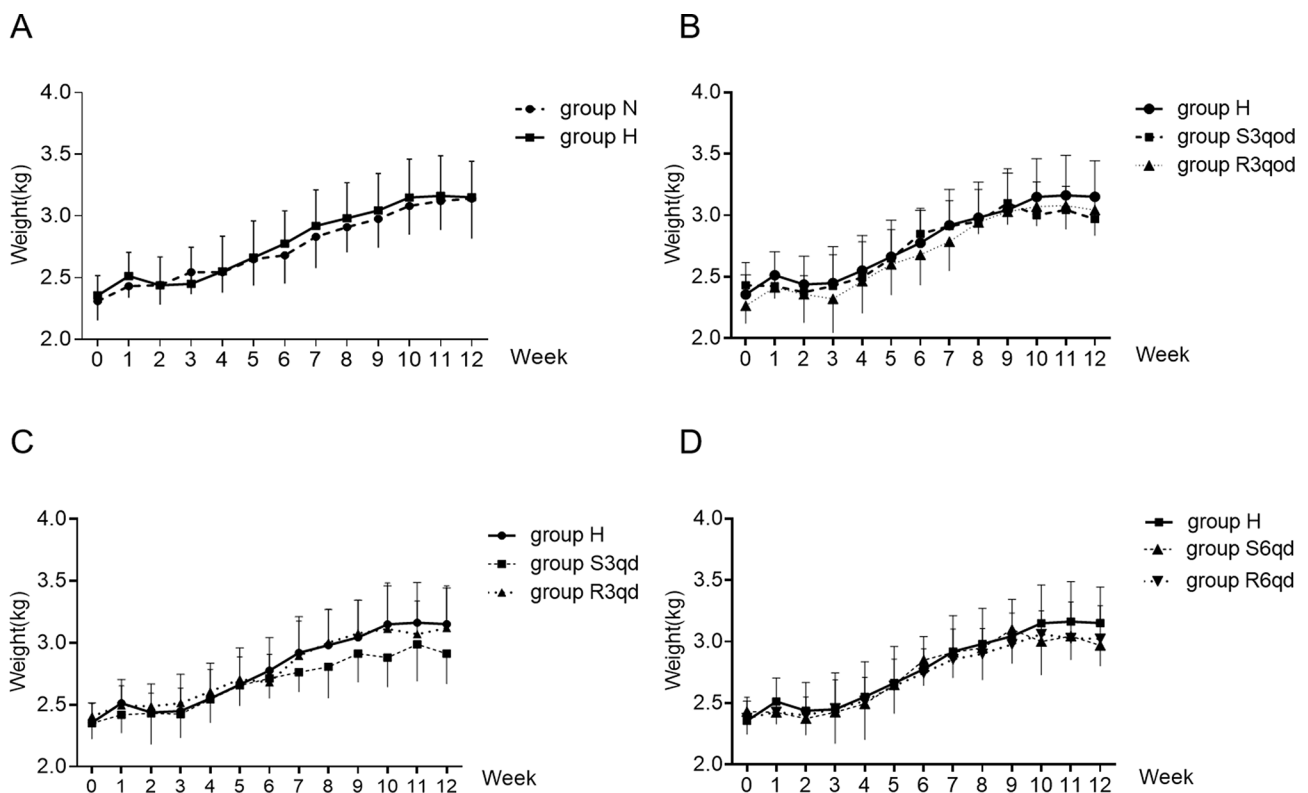 A
4.0
3.5
3.0
2.5
2.0
Weight(kg)
0 1 2 3 4 5 6 7 8 9 10 11 12
Week
group N
group H
B
4.0
3.5
3.0
2.5
2.0
Weight(kg)
0 1 2 3 4 5 6 7 8 9 10 11 12
Week
group H
group S3qod
group R3qod
C
4.0
3.5
3.0
2.5
2.0
Weight(kg)
0 1 2 3 4 5 6 7 8 9 10 11 12
Week
group H
group S3qd
group R3qd
D
4.0
3.5
3.0
2.5
2.0
Weight(kg)
0 1 2 3 4 5 6 7 8 9 10 11 12
Week
group H
group S6qd
group R6qd